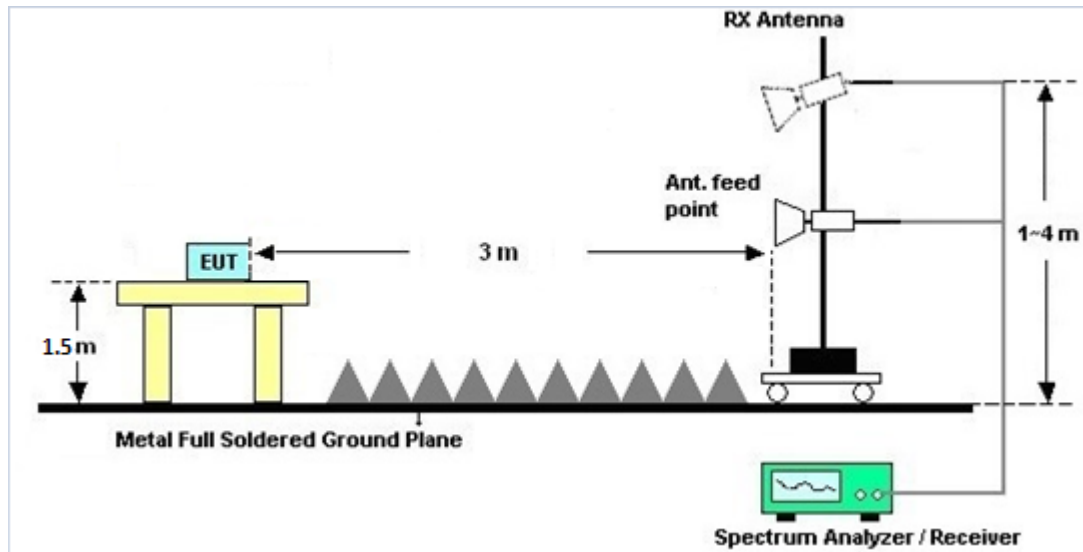 RX Antenna
Ant. feed
point
3 m
1~4 m
EUT
1.5 m
Metal Full Soldered Ground Plane
Spectrum Analyzer / Receiver